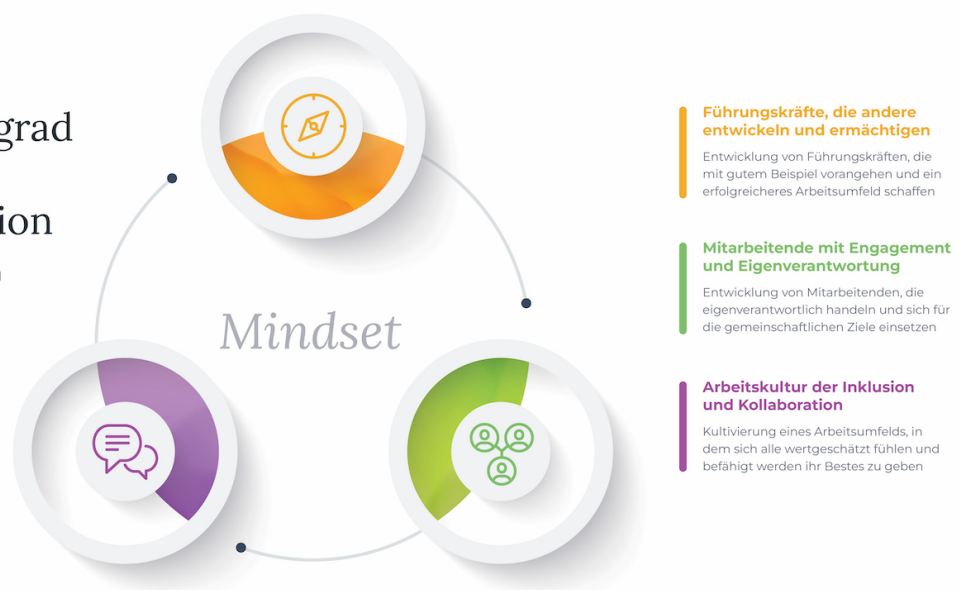 grad
ion
Mindset
Führungskräfte, die andere
entwickeln und ermächtigen
Entwicklung von Führungskräften, die
mit gutem Beispiel vorangehen und ein
erfolgreicheres Arbeitsumfeld schaffen
Mitarbeitende mit Engagement
und Eigenverantwortung
Entwicklung von Mitarbeitenden, die
eigenverantwortlich handeln und sich für
die gemeinschaftlichen Ziele einsetzen
Arbeitskultur der Inklusion
und Kollaboration
Kultivierung eines Arbeitsumfelds, in
dem sich alle wertgeschätzt fühlen und
befähigt werden ihr Bestes zu geben